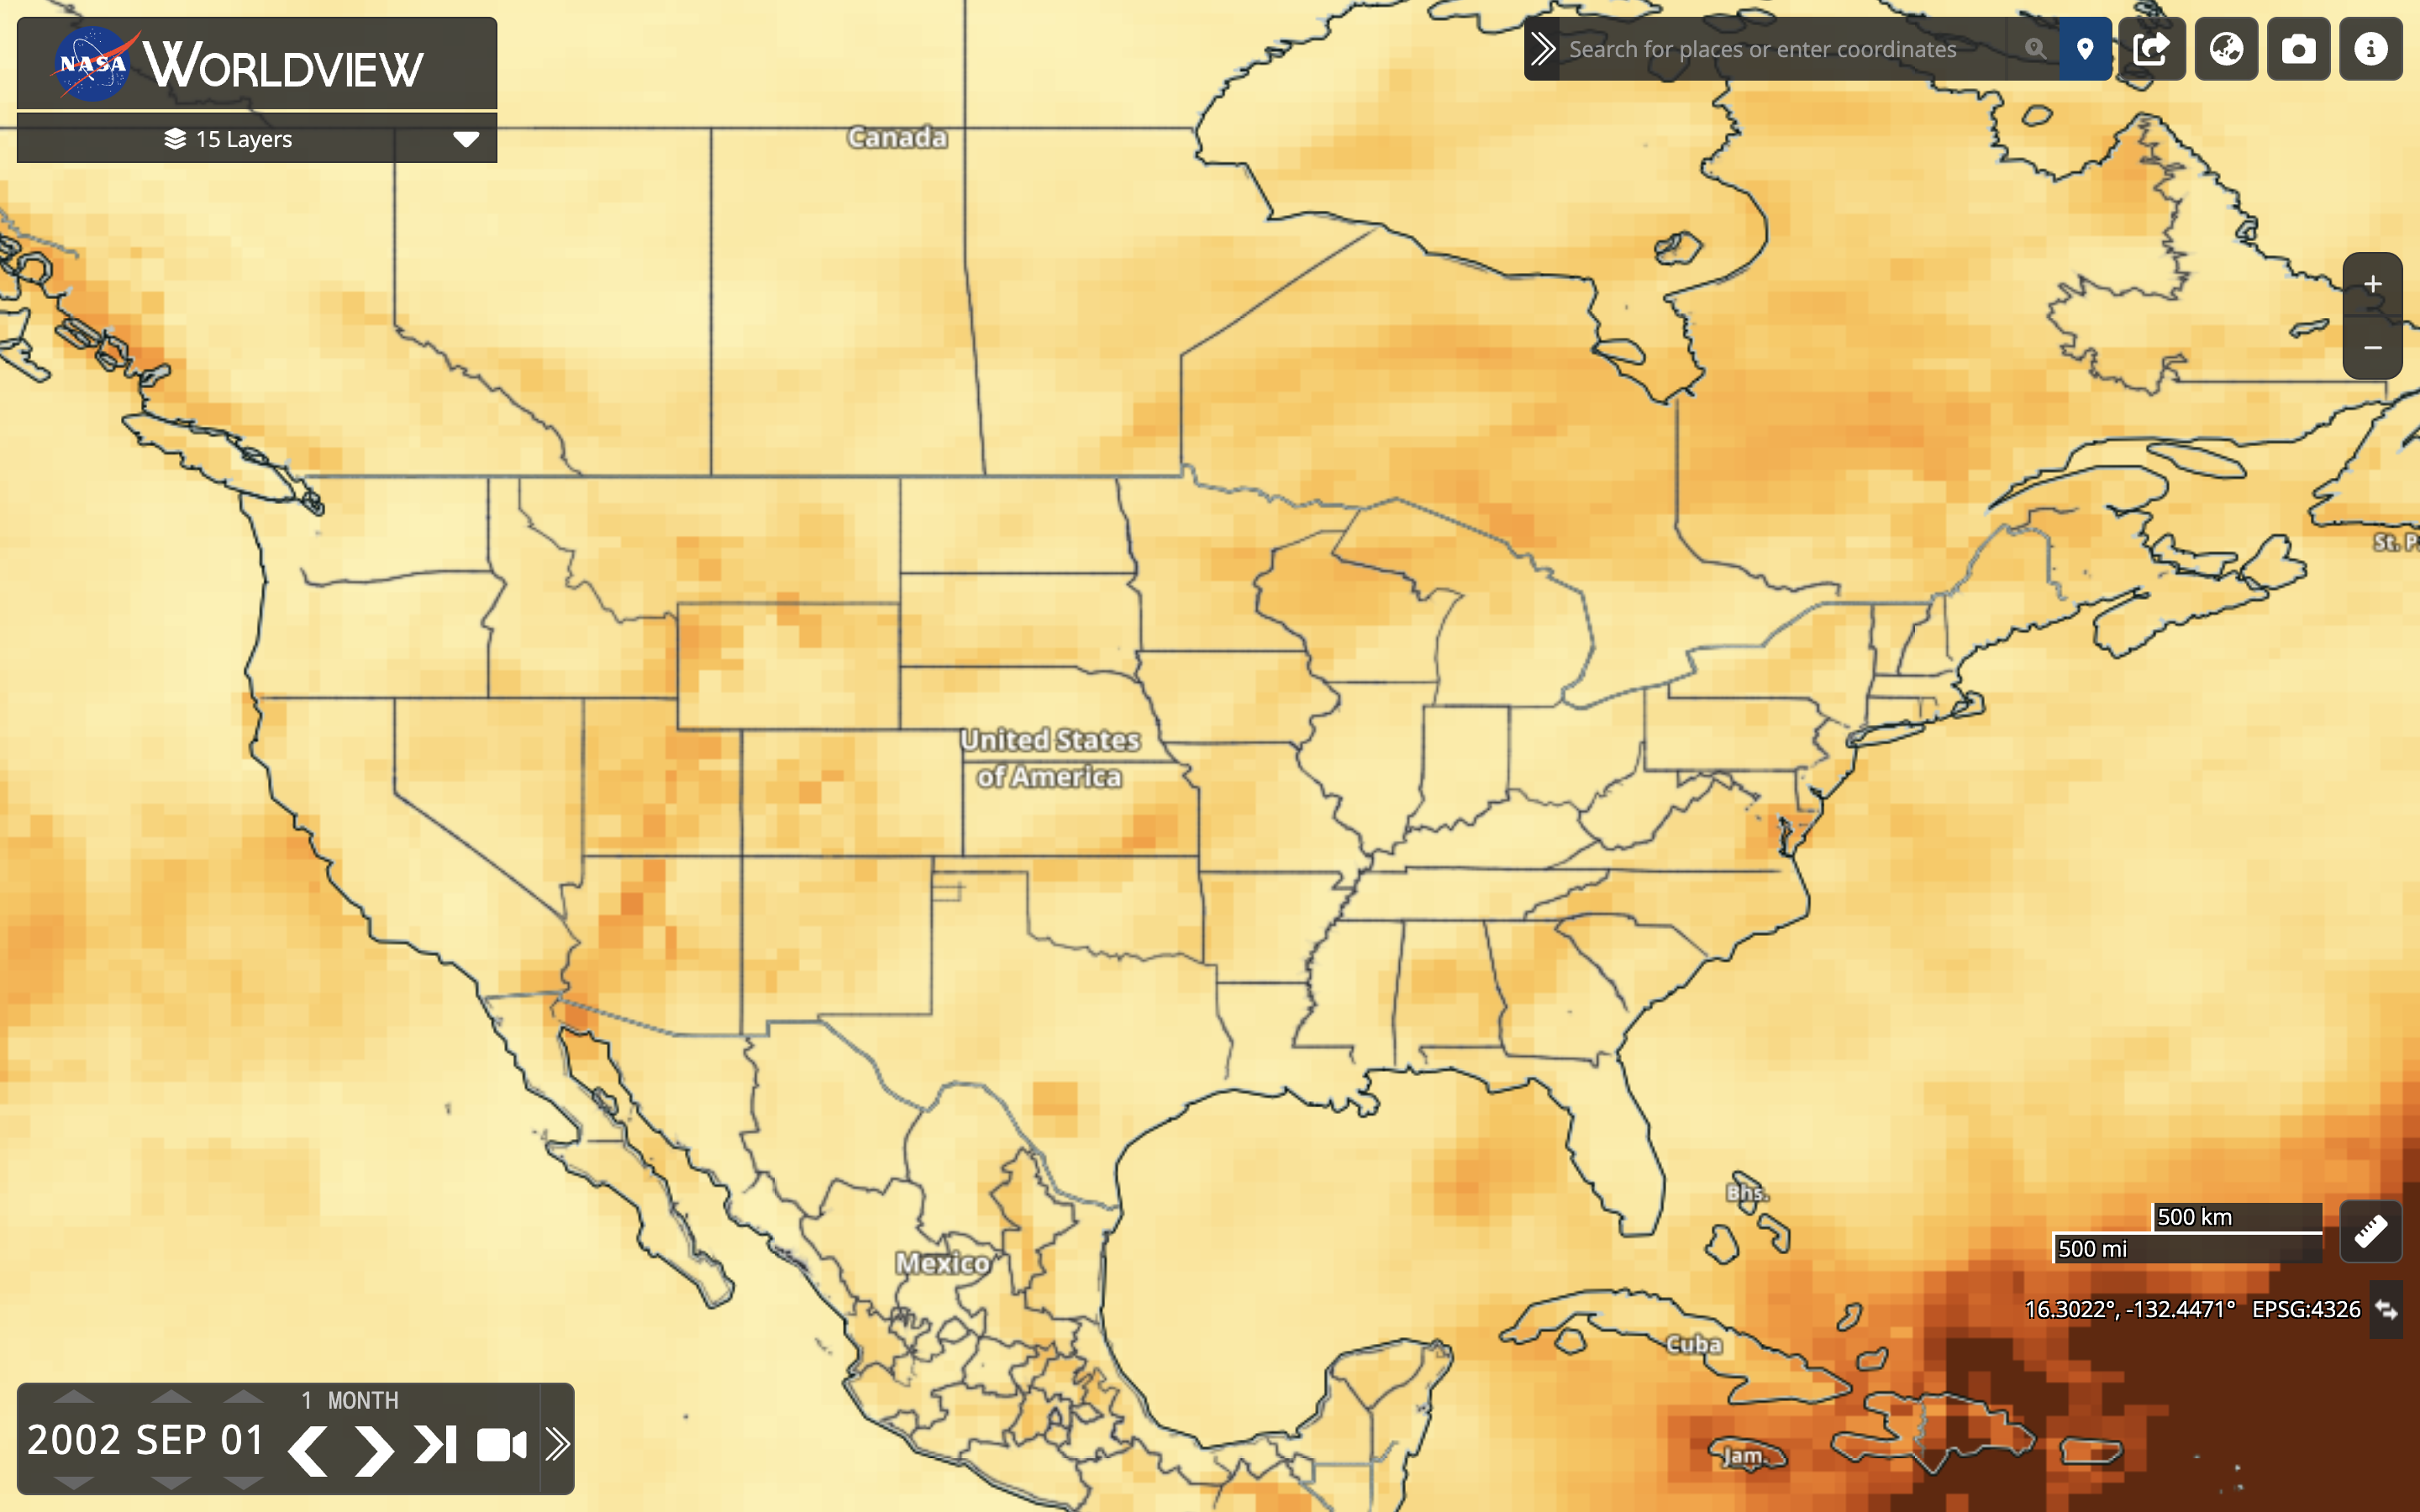 NASA WORLDVIEW
Search for places or enter coordinates
15 Layers
Canada
+
−
St. P
United States
of America
Bhs.
500 km
500 mi
Mexico
16.3022°, -132.4471° EPSG:4326
Cuba
Jam.
1 MONTH
2002 SEP 01